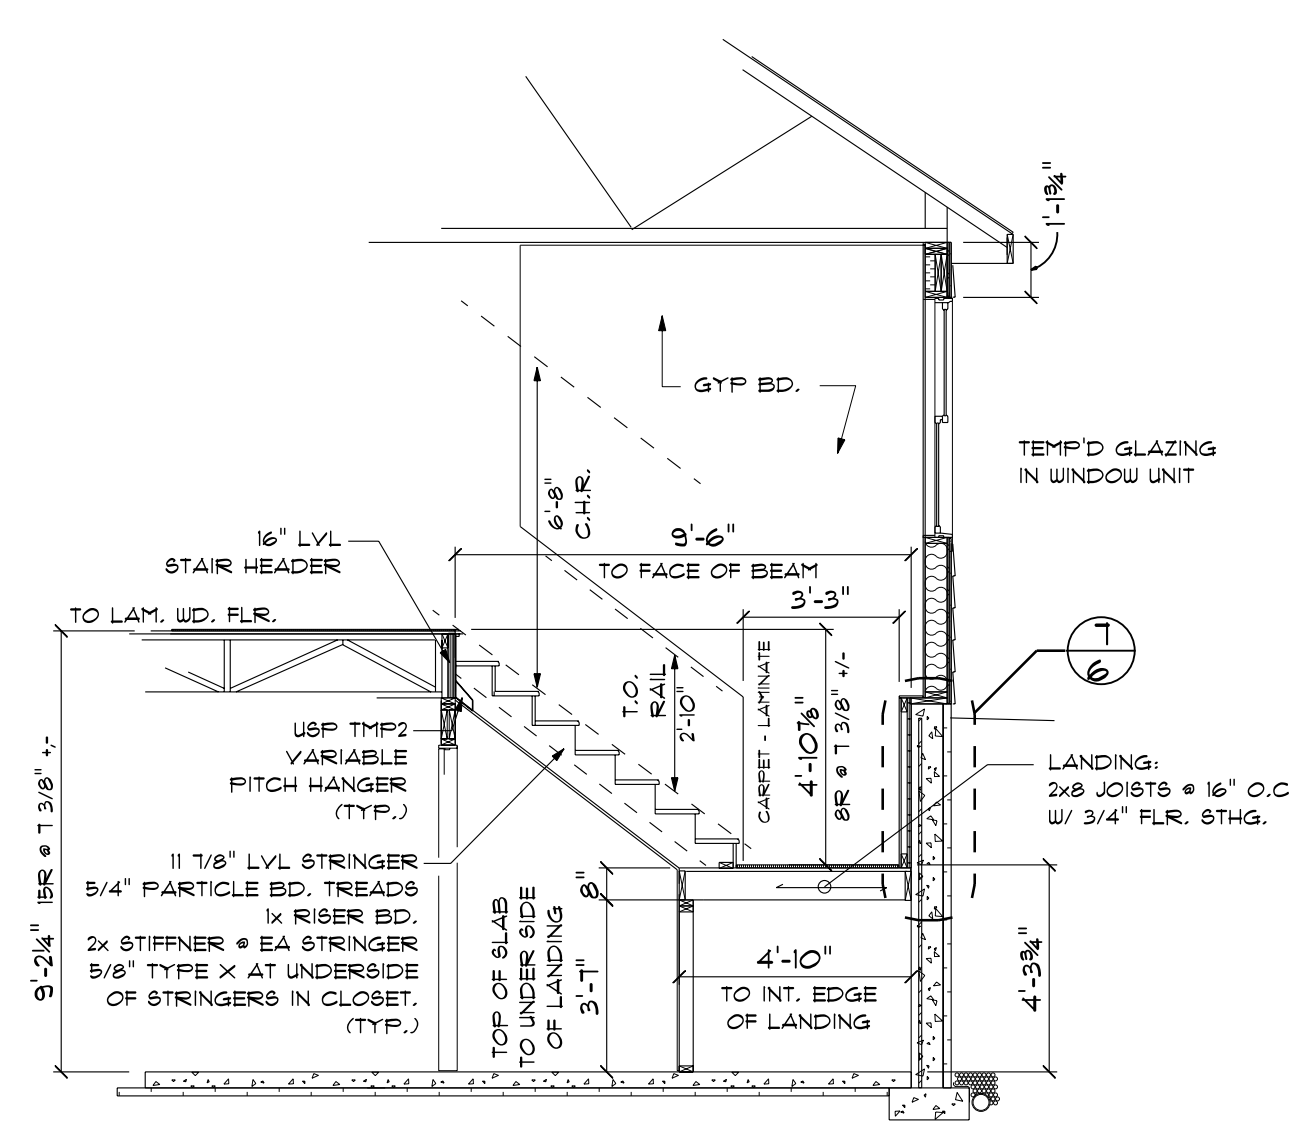 1'-1¾"
GYP BD.
TEMP'D GLAZING
IN WINDOW UNIT
6'-8"
C.H.R.
16" LVL
STAIR HEADER
9'-6"
TO FACE OF BEAM
3'-3"
TO LAM. WD. FLR.
7
6
T.O.
RAIL
2'-10"
CARPET - LAMINATE
4'-10⅞"
8R @ 7 3/8" +/-
USP TMP2
VARIABLE
PITCH HANGER
(TYP.)
LANDING:
2x8 JOISTS @ 16" O.C
W/ 3/4" FLR. STHG.
9'-2¼" 15R @ 7 3/8" +/-
11 7/8" LVL STRINGER
5/4" PARTICLE BD. TREADS
1x RISER BD.
2x STIFFNER @ EA STRINGER
5/8" TYPE X AT UNDERSIDE
OF STRINGERS IN CLOSET.
(TYP.)
TOP OF SLAB
TO UNDER SIDE
OF LANDING
3'-7"
8"
4'-10"
TO INT. EDGE
OF LANDING
4'-3¾"